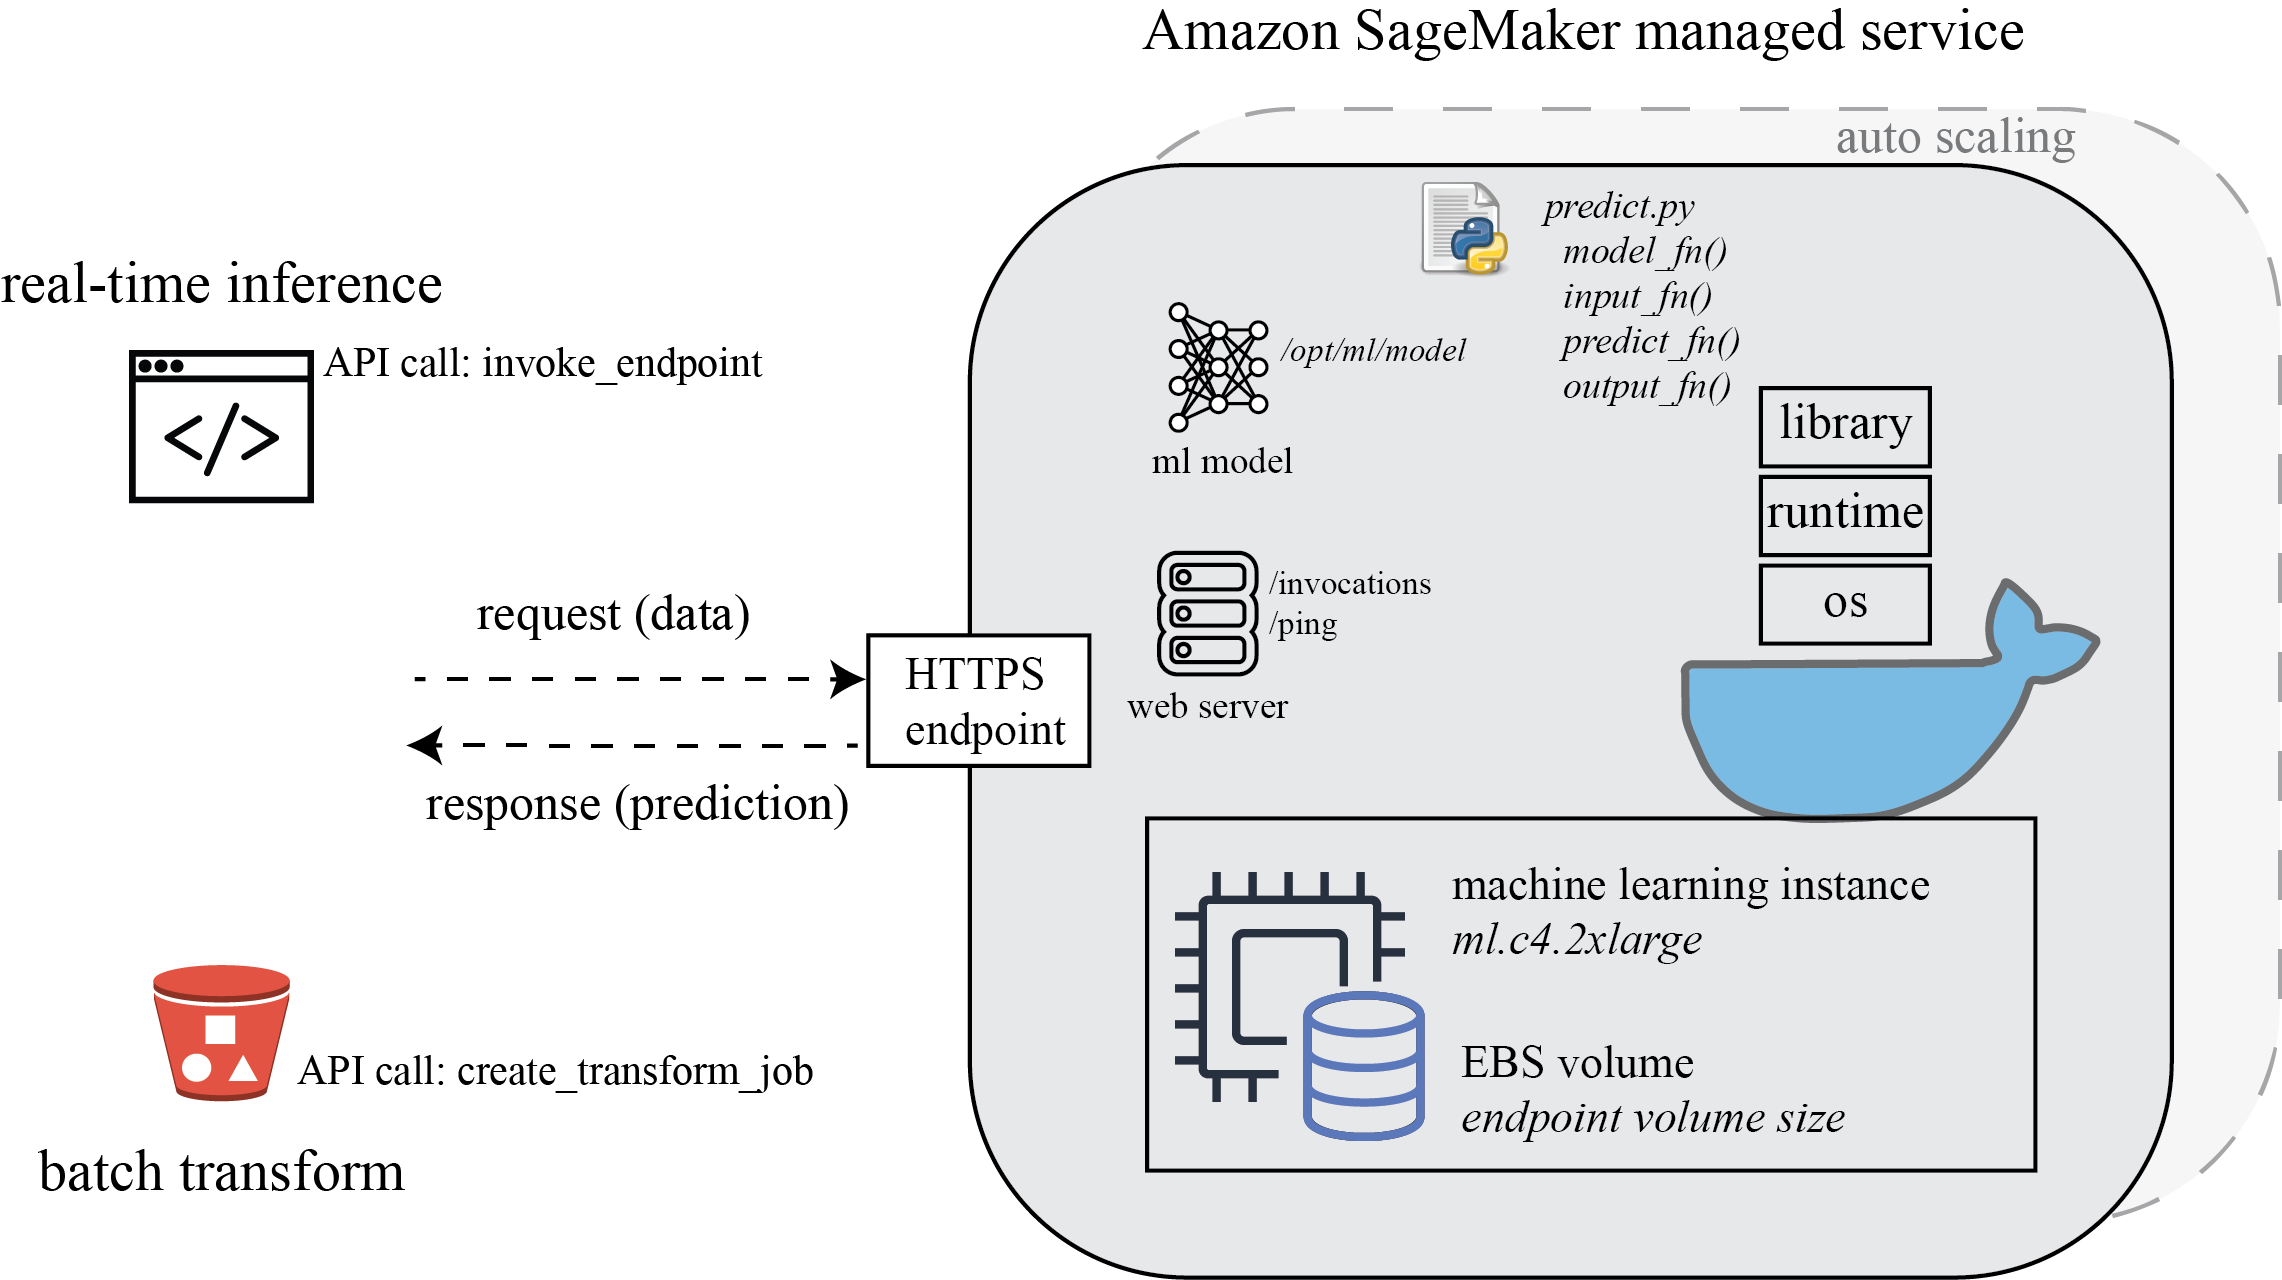 Amazon SageMaker managed service
auto scaling
predict.py
model_fn()
input_fn()
predict_fn()
output_fn()
real-time inference
API call: invoke_endpoint
</>
/opt/ml/model
ml model
library
runtime
os
/invocations
/ping
web server
request (data)
HTTPS
endpoint
response (prediction)
machine learning instance
ml.c4.2xlarge
EBS volume
endpoint volume size
API call: create_transform_job
batch transform